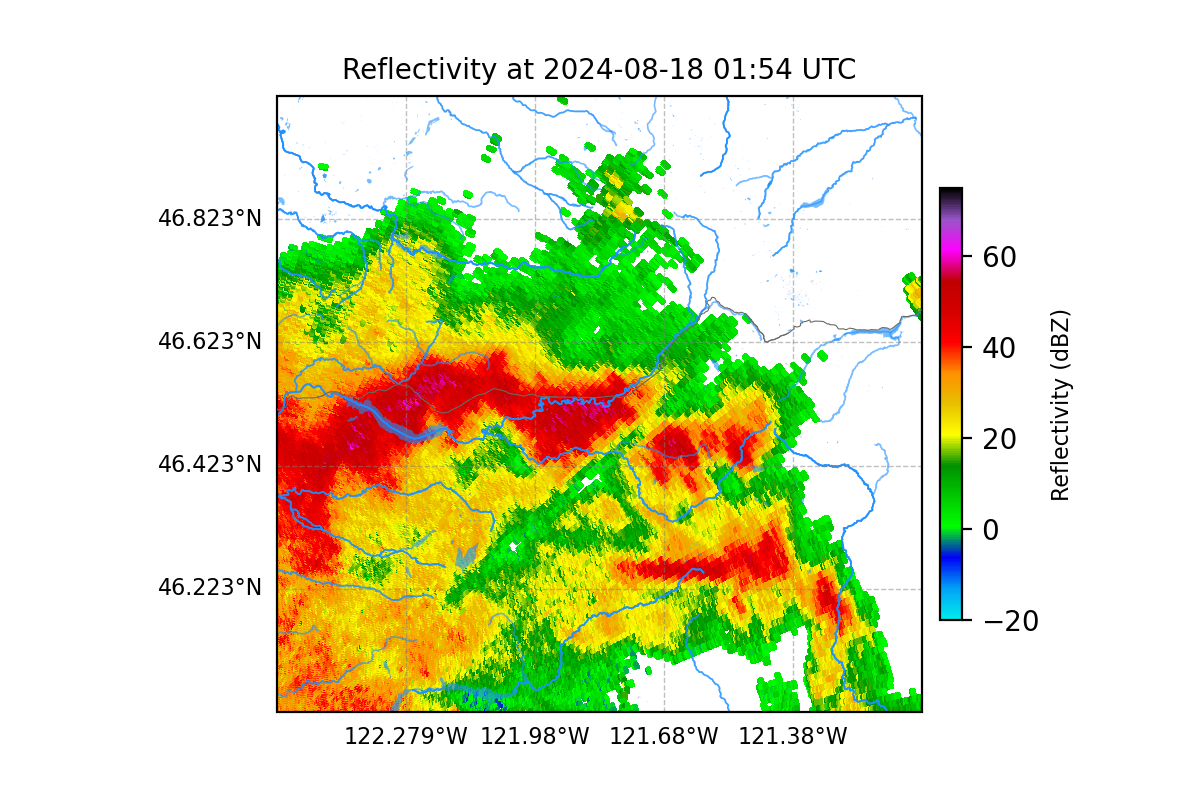 Reflectivity at 2024-08-18 01:54 UTC
46.823°N
46.623°N
46.423°N
46.223°N
122.279°W 121.98°W 121.68°W 121.38°W
60
40
20
0
−20
Reflectivity (dBZ)